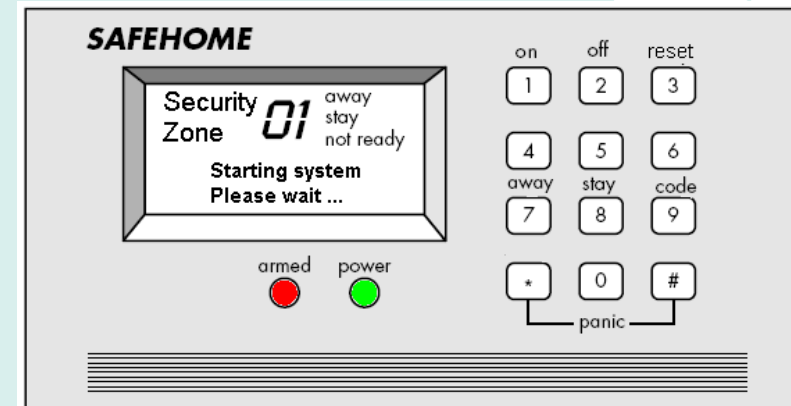 SAFEHOME
Security Zone 01
away
stay
not ready
Starting system
Please wait ...
armed power
on off reset
1 2 3
4 5 6
away stay code
7 8 9
* 0 #
panic